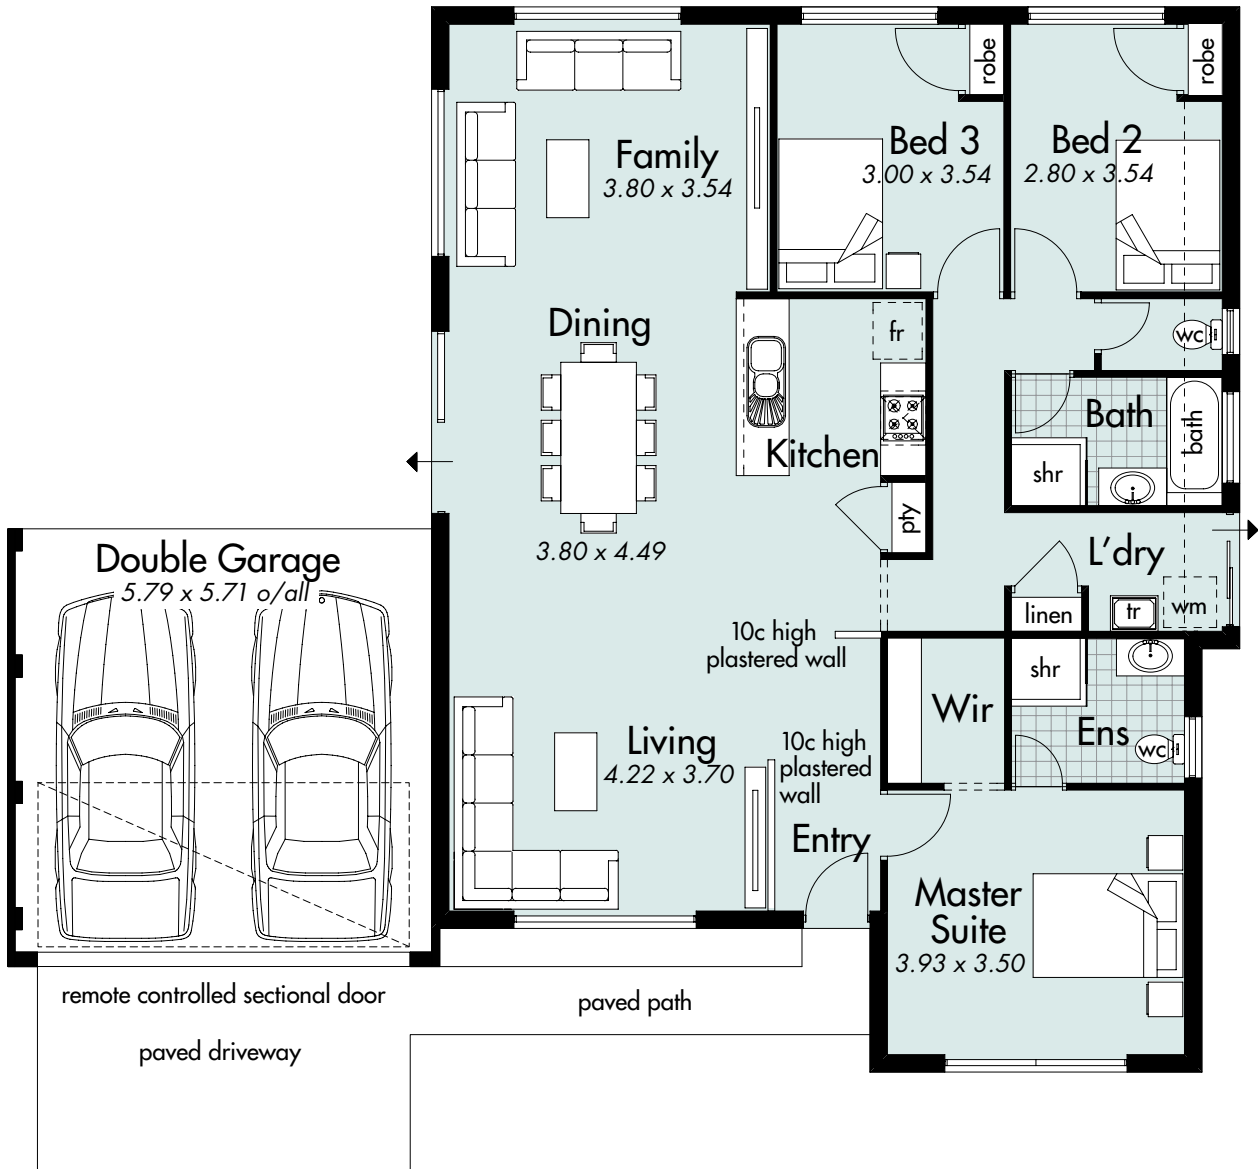 robe
robe
Family
3.80 x 3.54
Bed 3
3.00 x 3.54
Bed 2
2.80 x 3.54
Dining
fr
wc
Kitchen
Bath
bath
shr
pty
3.80 x 4.49
L'dry
Double Garage
5.79 x 5.71 o/all
linen
tr
wm
10c high
plastered wall
shr
Wir
Ens
wc
Living
4.22 x 3.70
10c high
plastered
wall
Entry
Master
Suite
3.93 x 3.50
remote controlled sectional door
paved path
paved driveway